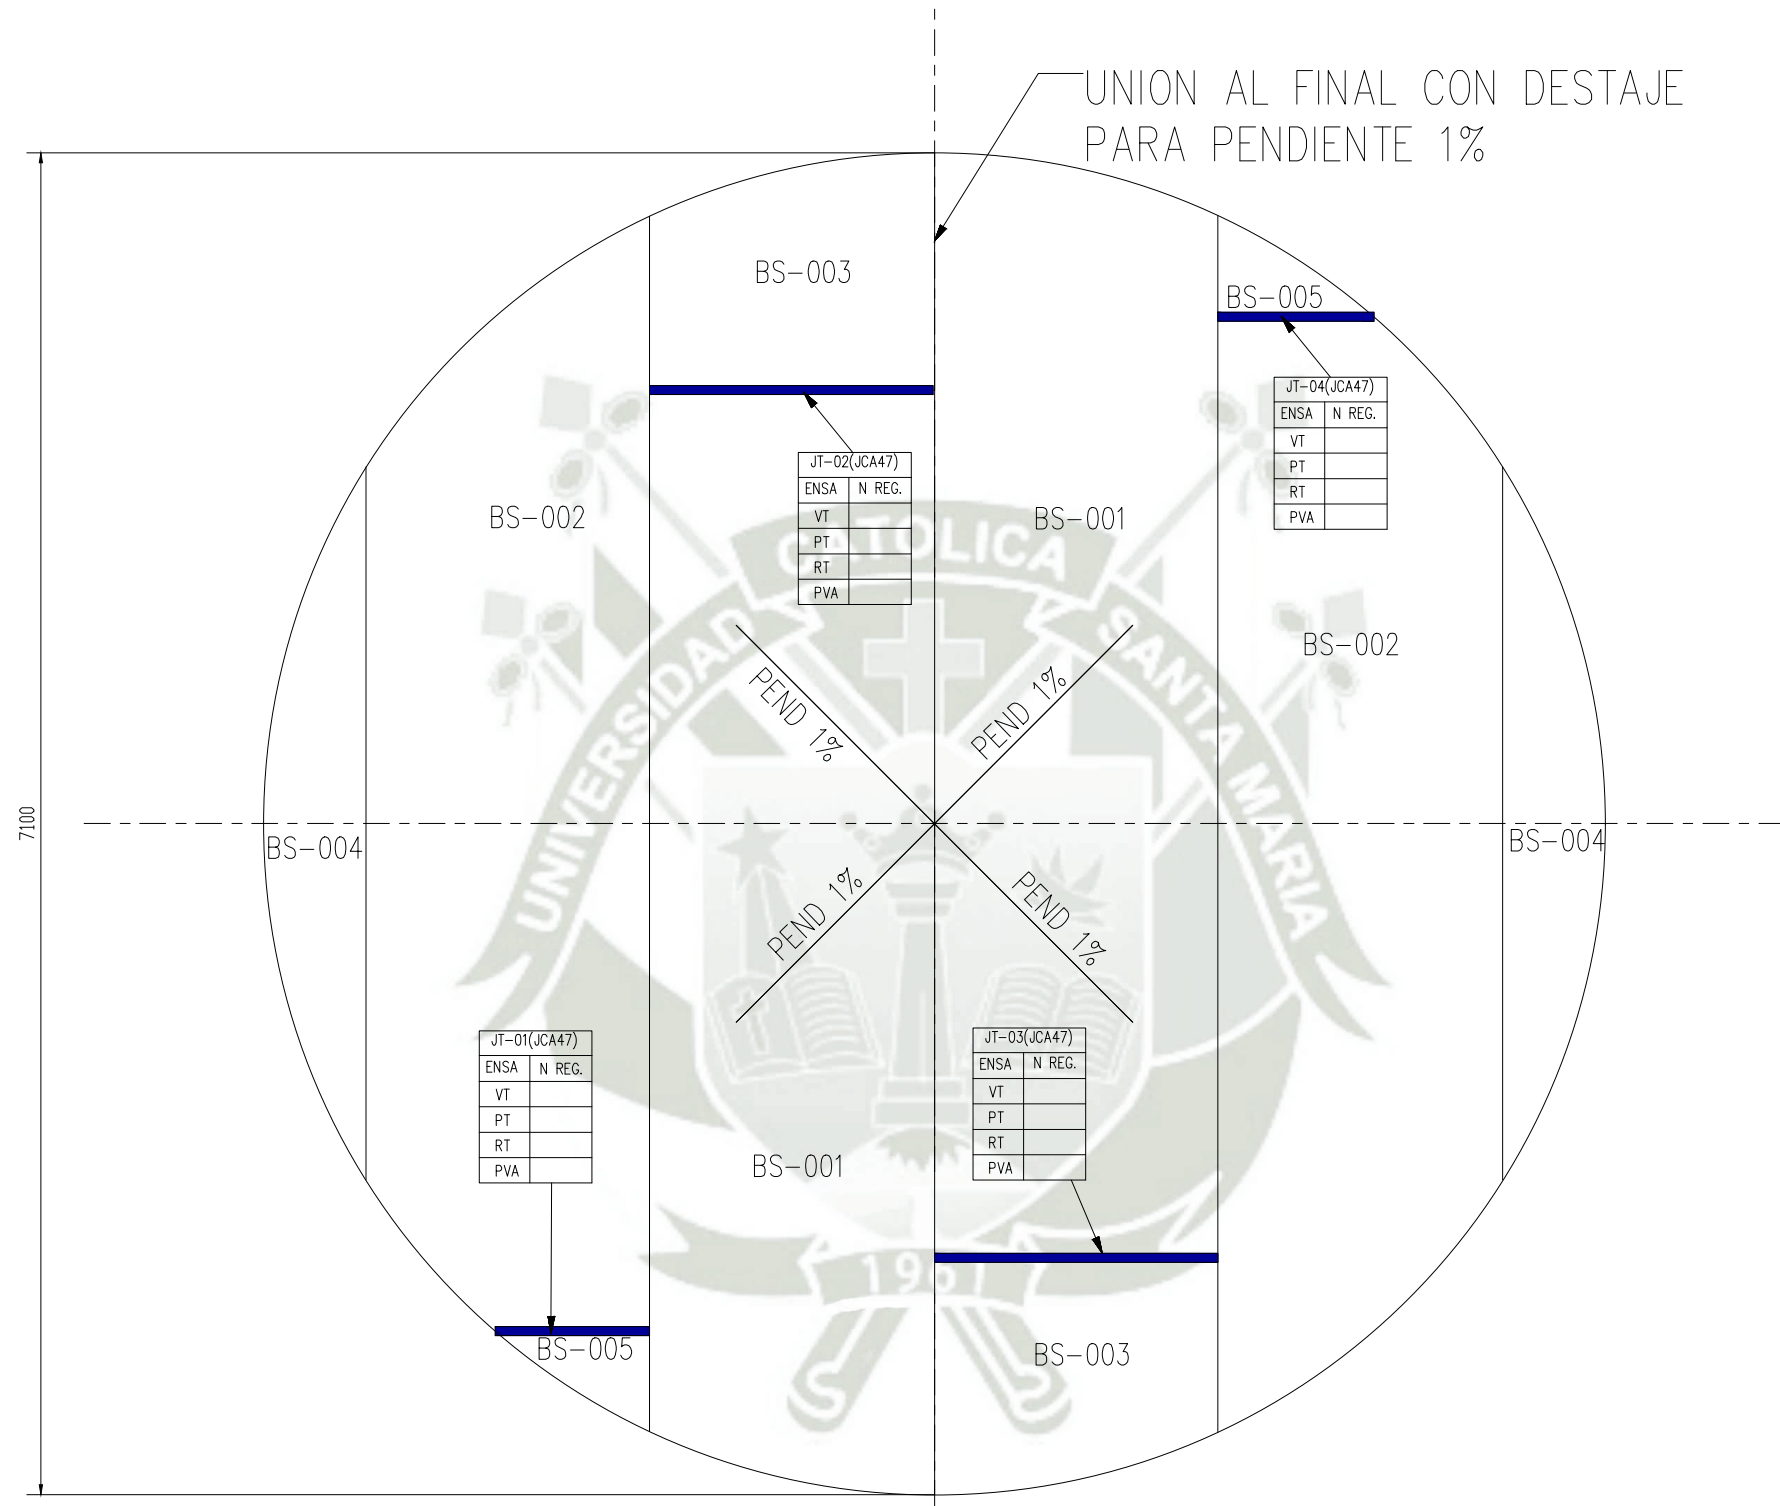 UNION AL FINAL CON DESTAJE
PARA PENDIENTE 1%
BS-003
BS-005
JT-04(JCA47)
ENSA N REG.
VT
PT
RT
PVA
JT-02(JCA47)
ENSA N REG.
VT
PT
RT
PVA
BS-002
BS-001
BS-002
CATOLICA
UNIVERSIDAD
SANTA MARIA
PEND 1%
PEND 1%
7100
BS-004
BS-004
PEND 1%
PEND 1%
JT-01(JCA47)
ENSA N REG.
VT
PT
RT
PVA
JT-03(JCA47)
ENSA N REG.
VT
PT
RT
PVA
BS-001
1961
BS-005
BS-003